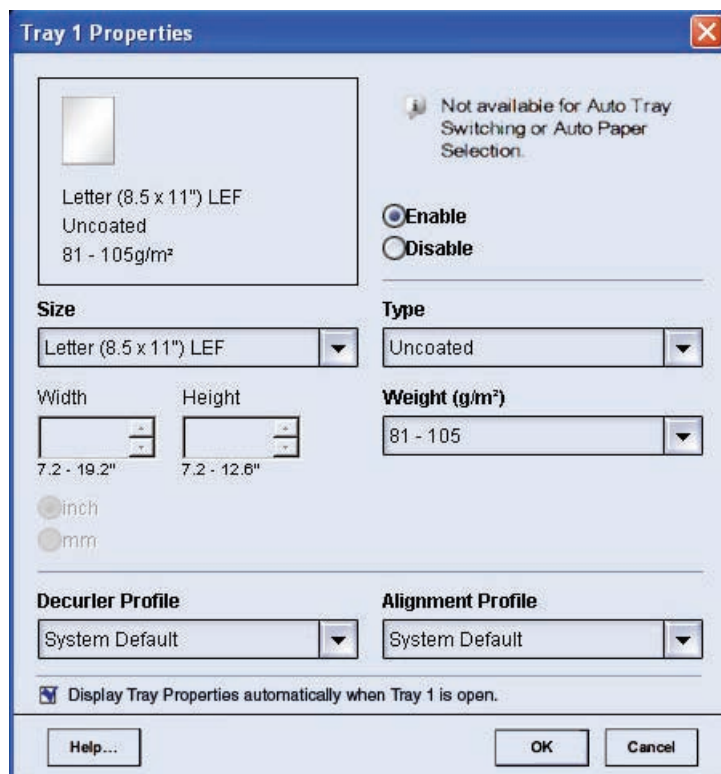 Tray 1 Properties
Letter (8.5 x 11") LEF
Uncoated
81 - 105g/m²
Not available for Auto Tray
Switching or Auto Paper
Selection.
Enable
Disable
Size
Letter (8.5 x 11") LEF
Type
Uncoated
Width
Height
7.2 - 19.2"
7.2 - 12.6"
inch
mm
Weight (g/m²)
81 - 105
Decurler Profile
System Default
Alignment Profile
System Default
Display Tray Properties automatically when Tray 1 is open.
Help...
OK
Cancel